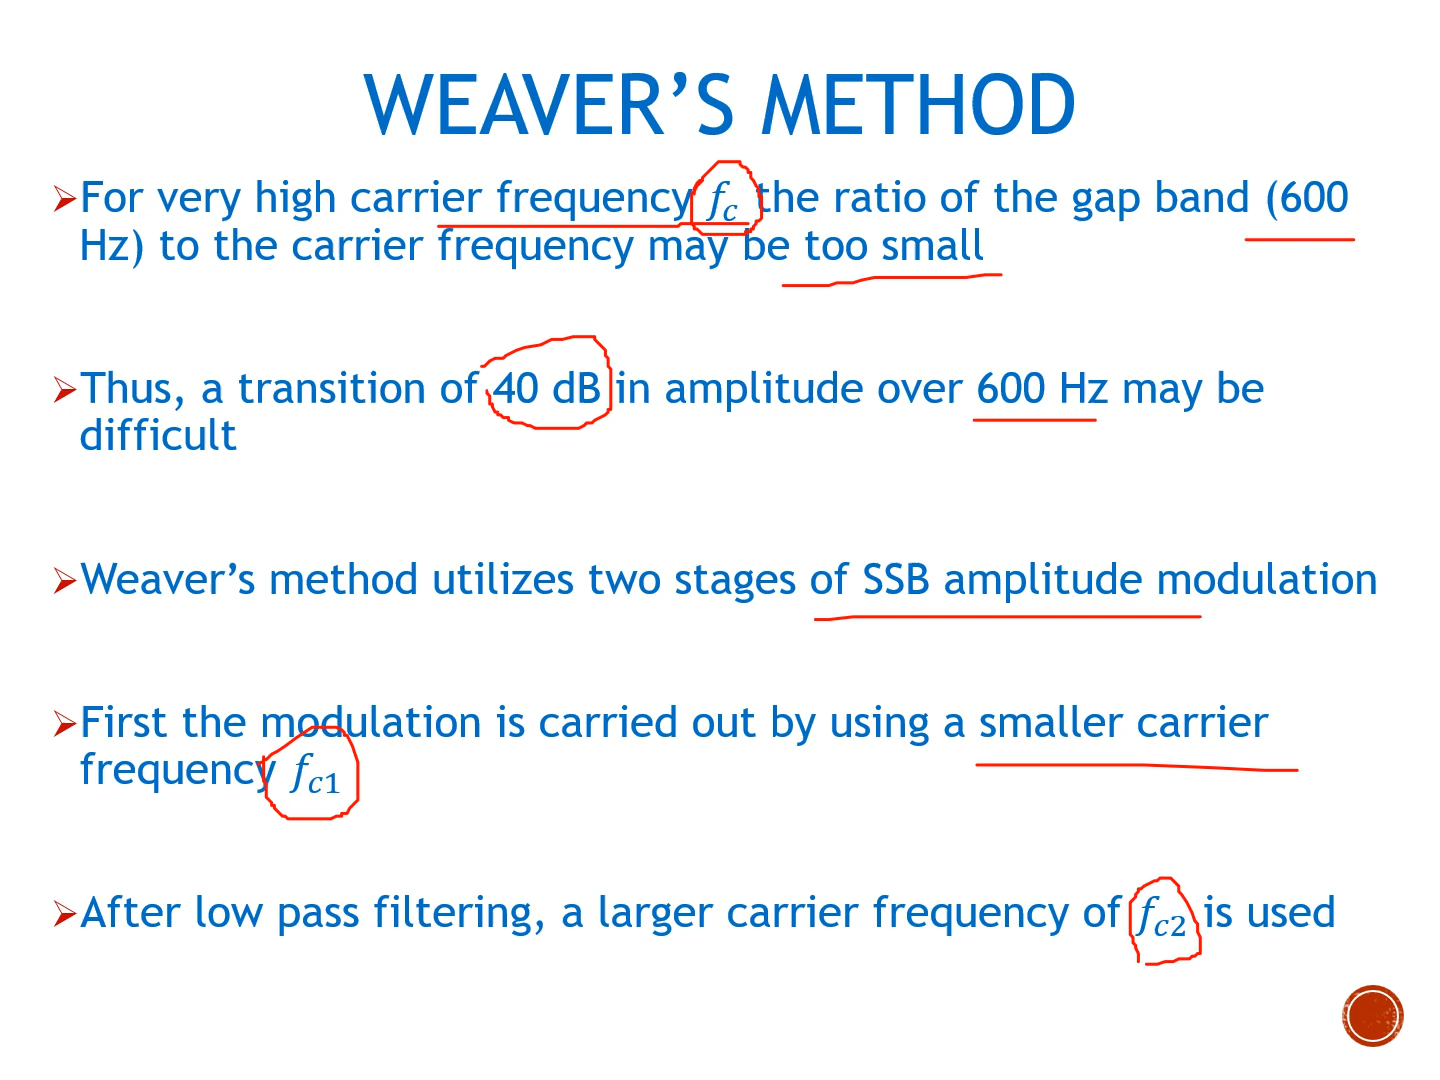 WEAVER’S METHOD
For very high carrier frequency f_c the ratio of the gap band (600
Hz) to the carrier frequency may be too small
Thus, a transition of 40 dB in amplitude over 600 Hz may be
difficult
Weaver’s method utilizes two stages of SSB amplitude modulation
First the modulation is carried out by using a smaller carrier
frequency f_c1
After low pass filtering, a larger carrier frequency of f_c2 is used